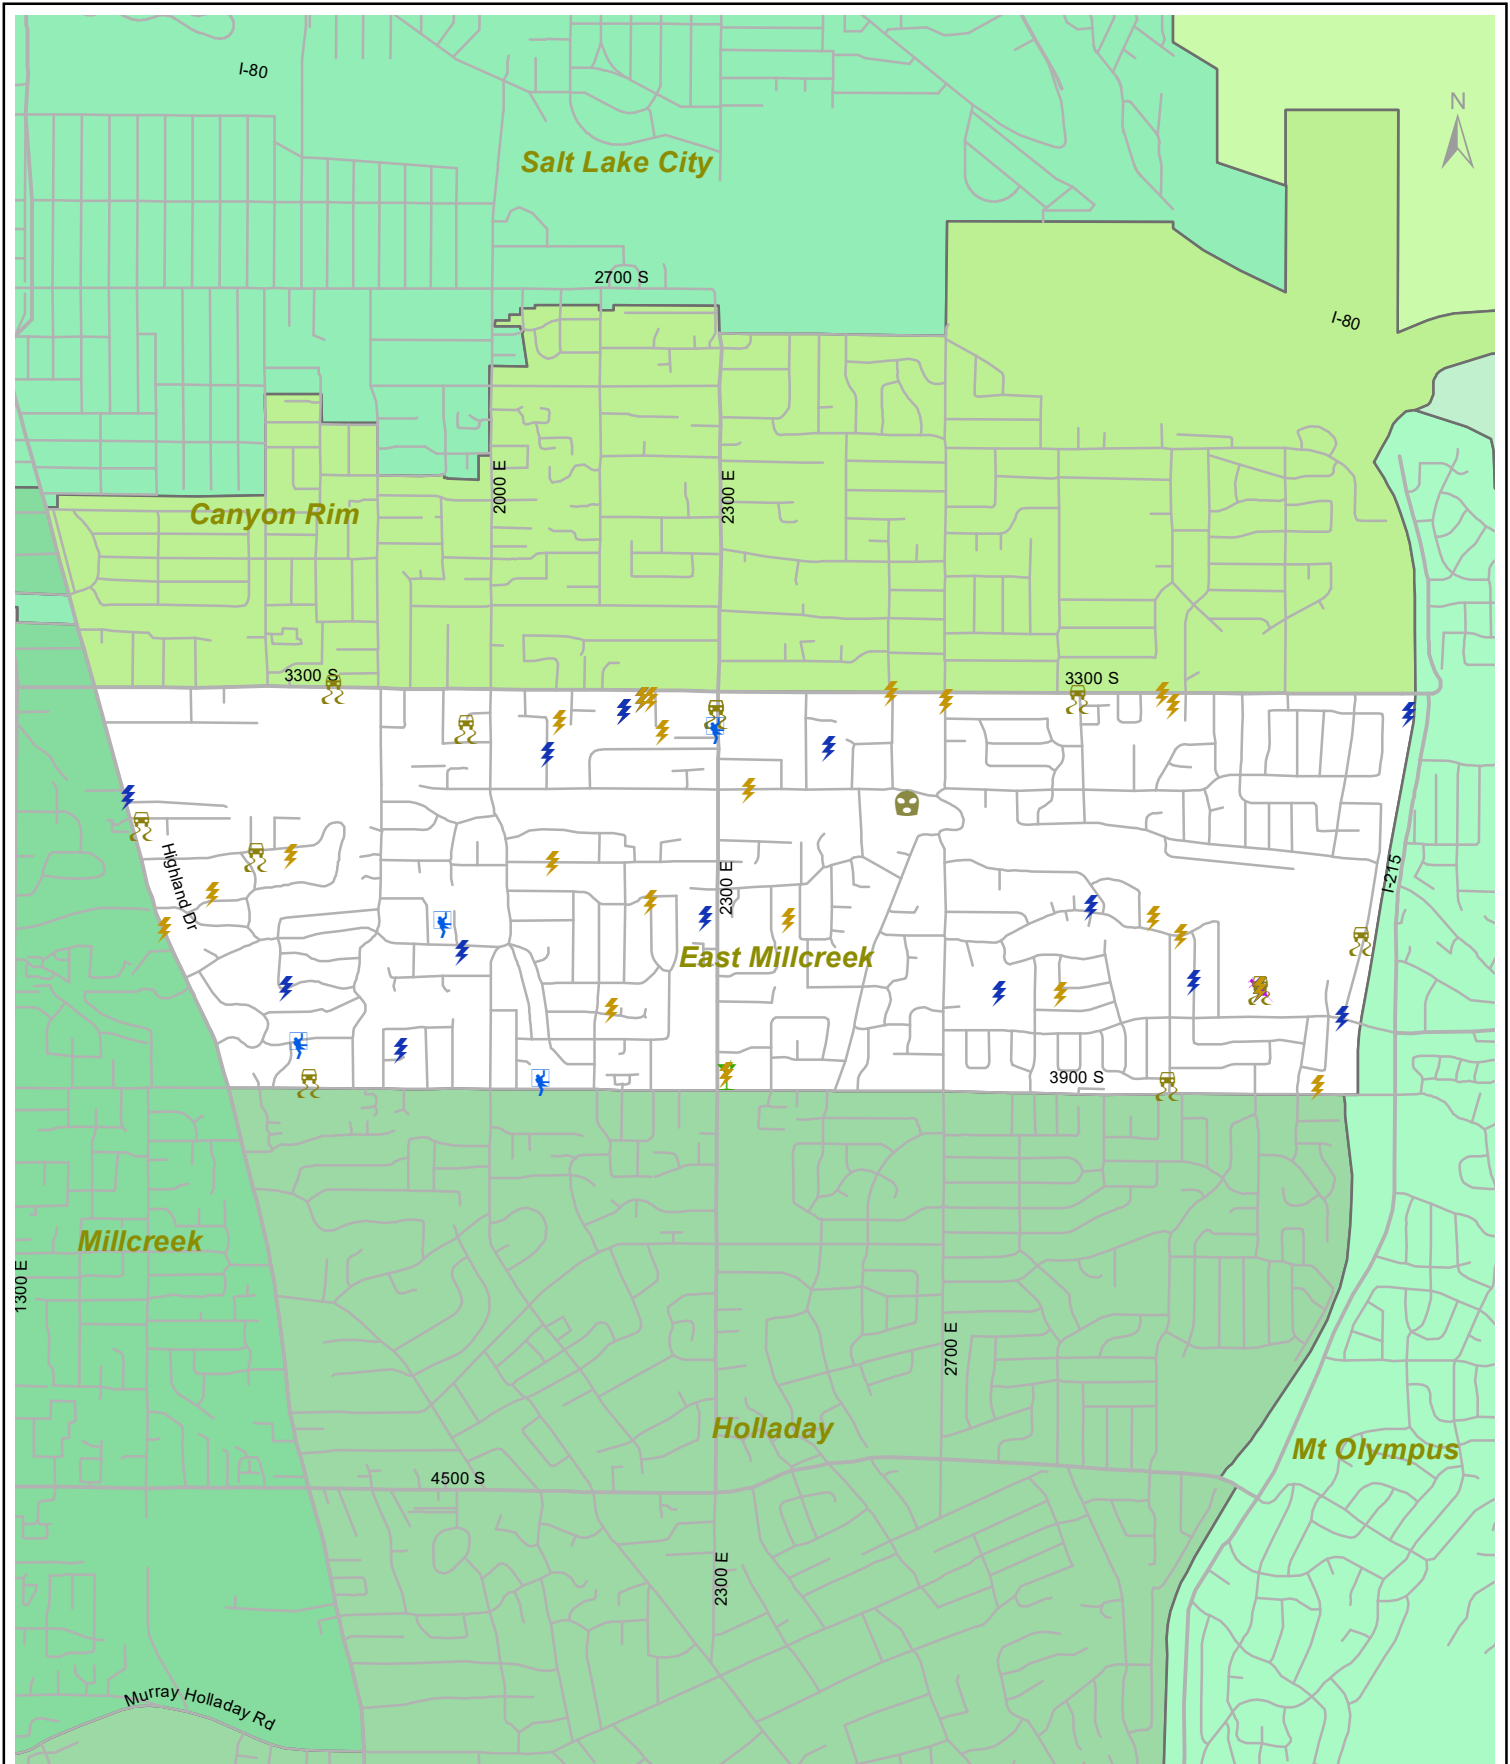 I-80
N
Salt Lake City
2700 S
I-80
2000 E
2300 E
Canyon Rim
3300 S
3300 S
Highland Dr
2300 E
I-215
East Millcreek
3900 S
Millcreek
1300 E
2700 E
Holladay
Mt Olympus
4500 S
2300 E
Murray Holladay Rd